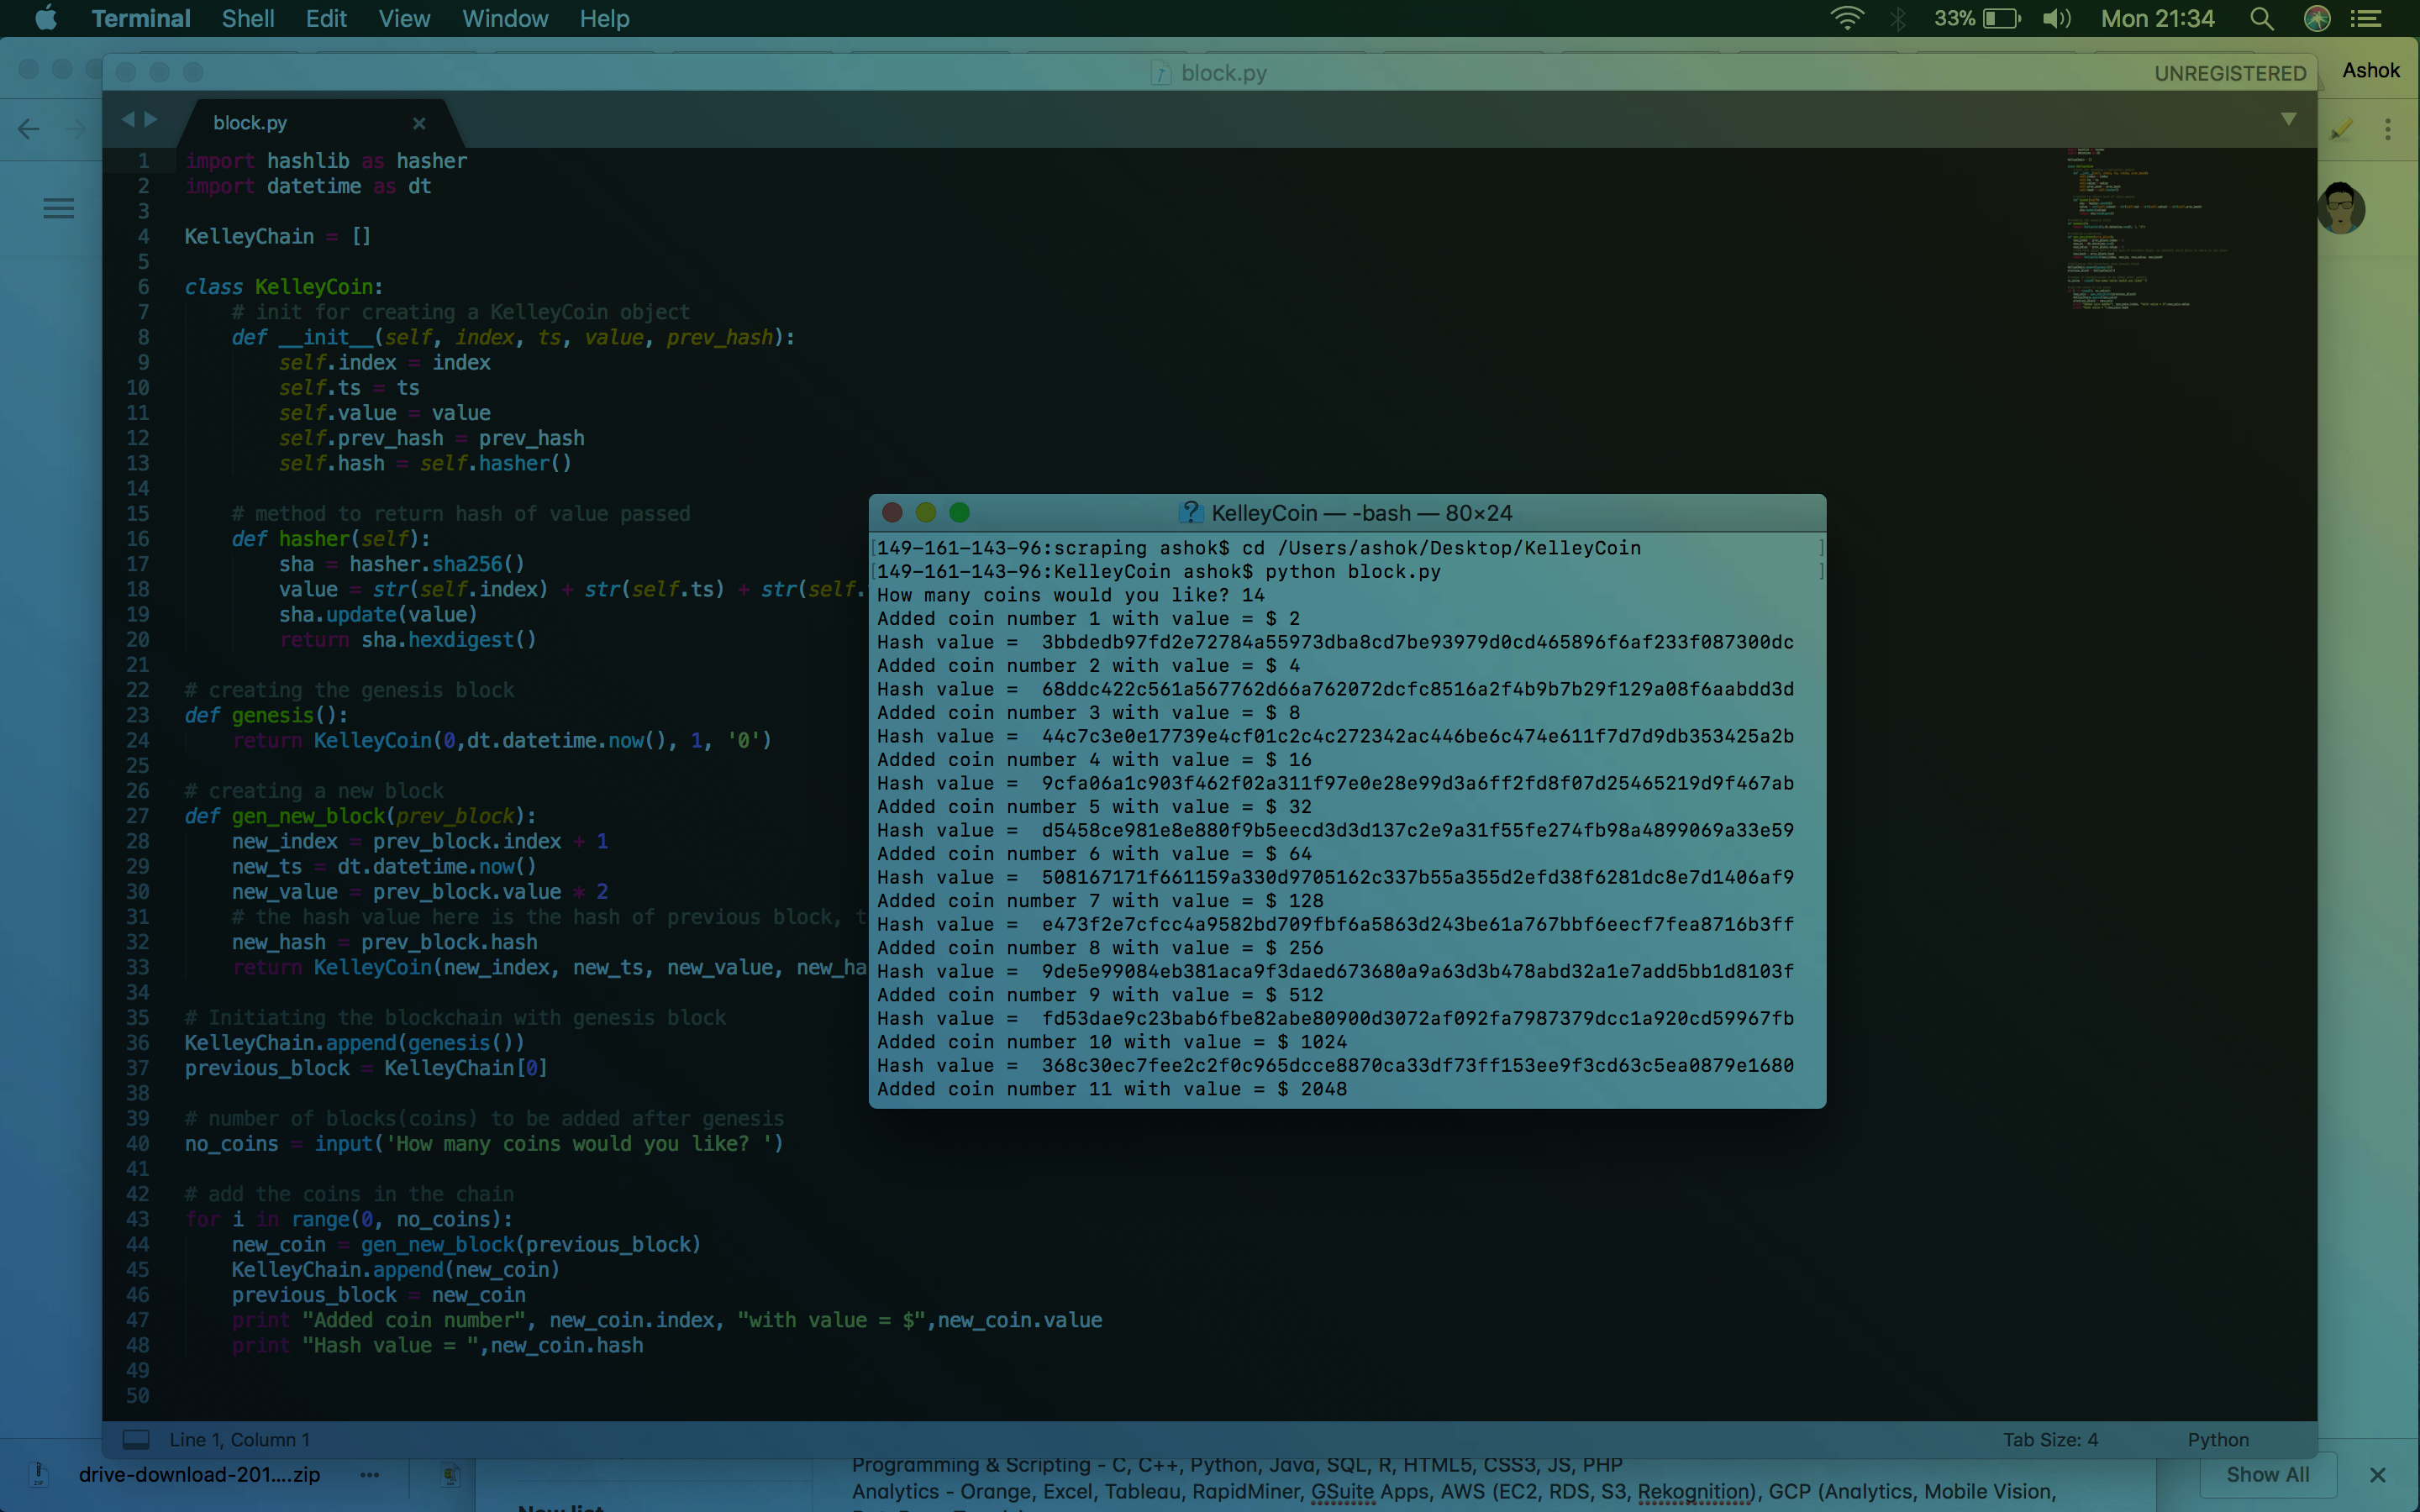 Terminal Shell Edit View Window Help 33% Mon 21:34
block.py UNREGISTERED Ashok
block.py
1 import hashlib as hasher
2 import datetime as dt
3
4 KelleyChain = []
5
6 class KelleyCoin:
7 # init for creating a KelleyCoin object
8 def __init__(self, index, ts, value, prev_hash):
9 self.index = index
10 self.ts = ts
11 self.value = value
12 self.prev_hash = prev_hash
13 self.hash = self.hasher()
14
15 # method to return hash of value passed
16 def hasher(self):
17 sha = hasher.sha256()
18 value = str(self.index) + str(self.ts) + str(self.
19 sha.update(value)
20 return sha.hexdigest()
21
22 # creating the genesis block
23 def genesis():
24 return KelleyCoin(0,dt.datetime.now(), 1, '0')
25
26 # creating a new block
27 def gen_new_block(prev_block):
28 new_index = prev_block.index + 1
29 new_ts = dt.datetime.now()
30 new_value = prev_block.value * 2
31 # the hash value here is the hash of previous block, t
32 new_hash = prev_block.hash
33 return KelleyCoin(new_index, new_ts, new_value, new_ha
34
35 # Initiating the blockchain with genesis block
36 KelleyChain.append(genesis())
37 previous_block = KelleyChain[0]
38
39 # number of blocks(coins) to be added after genesis
40 no_coins = input('How many coins would you like? ')
41
42 # add the coins in the chain
43 for i in range(0, no_coins):
44 new_coin = gen_new_block(previous_block)
45 KelleyChain.append(new_coin)
46 previous_block = new_coin
47 print "Added coin number", new_coin.index, "with value = $",new_coin.value
48 print "Hash value = ",new_coin.hash
49
50
KelleyCoin — -bash — 80×24
[149-161-143-96:scraping ashok$ cd /Users/ashok/Desktop/KelleyCoin ]
[149-161-143-96:KelleyCoin ashok$ python block.py ]
How many coins would you like? 14
Added coin number 1 with value = $ 2
Hash value =  3bbdedb97fd2e72784a55973dba8cd7be93979d0cd465896f6af233f087300dc
Added coin number 2 with value = $ 4
Hash value =  68ddc422c561a567762d66a762072dcfc8516a2f4b9b7b29f129a08f6aabdd3d
Added coin number 3 with value = $ 8
Hash value =  44c7c3e0e17739e4cf01c2c4c272342ac446be6c474e611f7d7d9db353425a2b
Added coin number 4 with value = $ 16
Hash value =  9cfa06a1c903f462f02a311f97e0e28e99d3a6ff2fd8f07d25465219d9f467ab
Added coin number 5 with value = $ 32
Hash value =  d5458ce981e8e880f9b5eecd3d3d137c2e9a31f55fe274fb98a4899069a33e59
Added coin number 6 with value = $ 64
Hash value =  508167171f661159a330d9705162c337b55a355d2efd38f6281dc8e7d1406af9
Added coin number 7 with value = $ 128
Hash value =  e473f2e7cfcc4a9582bd709fbf6a5863d243be61a767bbf6eecf7fea8716b3ff
Added coin number 8 with value = $ 256
Hash value =  9de5e99084eb381aca9f3daed673680a9a63d3b478abd32a1e7add5bb1d8103f
Added coin number 9 with value = $ 512
Hash value =  fd53dae9c23bab6fbe82abe80900d3072af092fa7987379dcc1a920cd59967fb
Added coin number 10 with value = $ 1024
Hash value =  368c30ec7fee2c2f0c965dcce8870ca33df73ff153ee9f3cd63c5ea0879e1680
Added coin number 11 with value = $ 2048
Line 1, Column 1 Tab Size: 4 Python
drive-download-201....zip Show All
Programming & Scripting - C, C++, Python, Java, SQL, R, HTML5, CSS3, JS, PHP
Analytics - Orange, Excel, Tableau, RapidMiner, GSuite Apps, AWS (EC2, RDS, S3, Rekognition), GCP (Analytics, Mobile Vision,